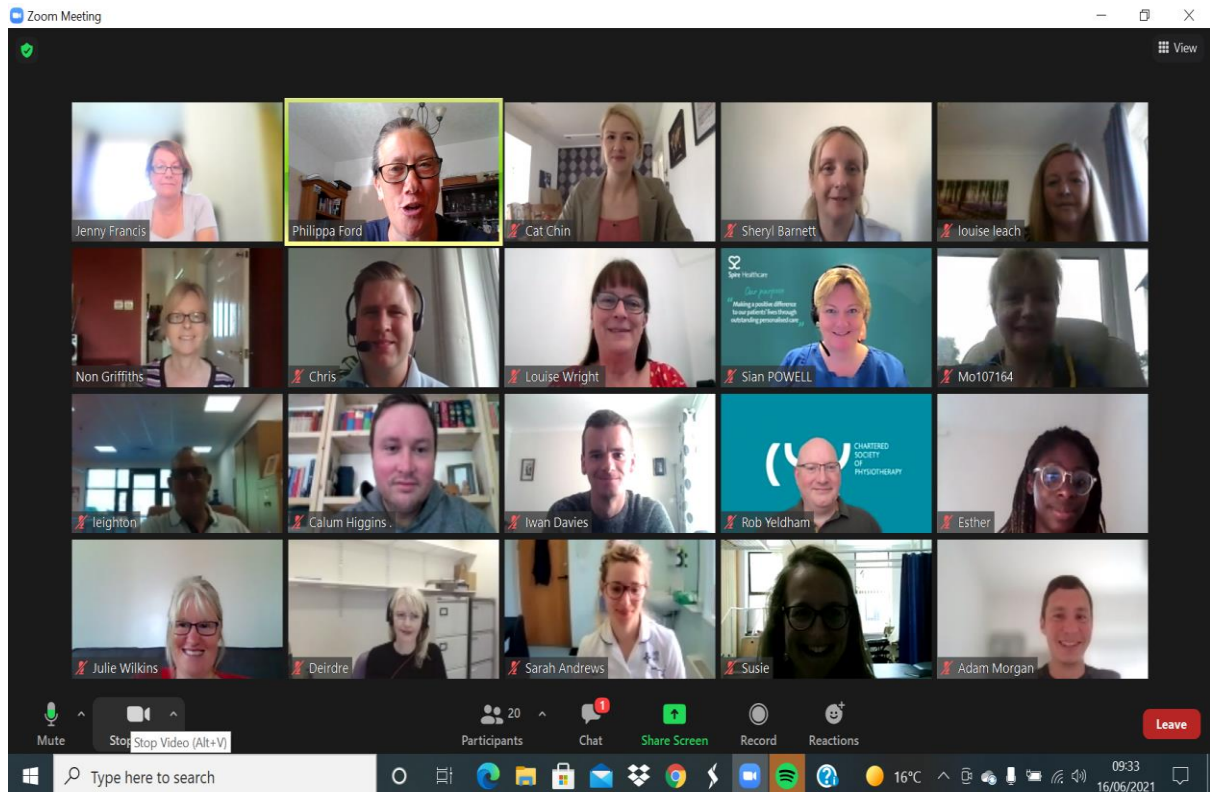 Zoom Meeting
View
Jenny Francis
Philippa Ford
Cat Chin
Sheryl Barnett
louise leach
Non Griffiths
Chris
Louise Wright
Spire Healthcare
Our purpose
"Making a positive difference
to our patients' lives through
outstanding personalised care"
Sian POWELL
Mo107164
leighton
Calum Higgins .
Iwan Davies
CHARTERED
SOCIETY
OF
PHYSIOTHERAPY
Rob Yeldham
Esther
Julie Wilkins
Deirdre
Sarah Andrews
Susie
Adam Morgan
Mute
Stop
Stop Video (Alt+V)
20
Participants
1
Chat
Share Screen
Record
Reactions
Leave
Type here to search
16°C
09:33
16/06/2021